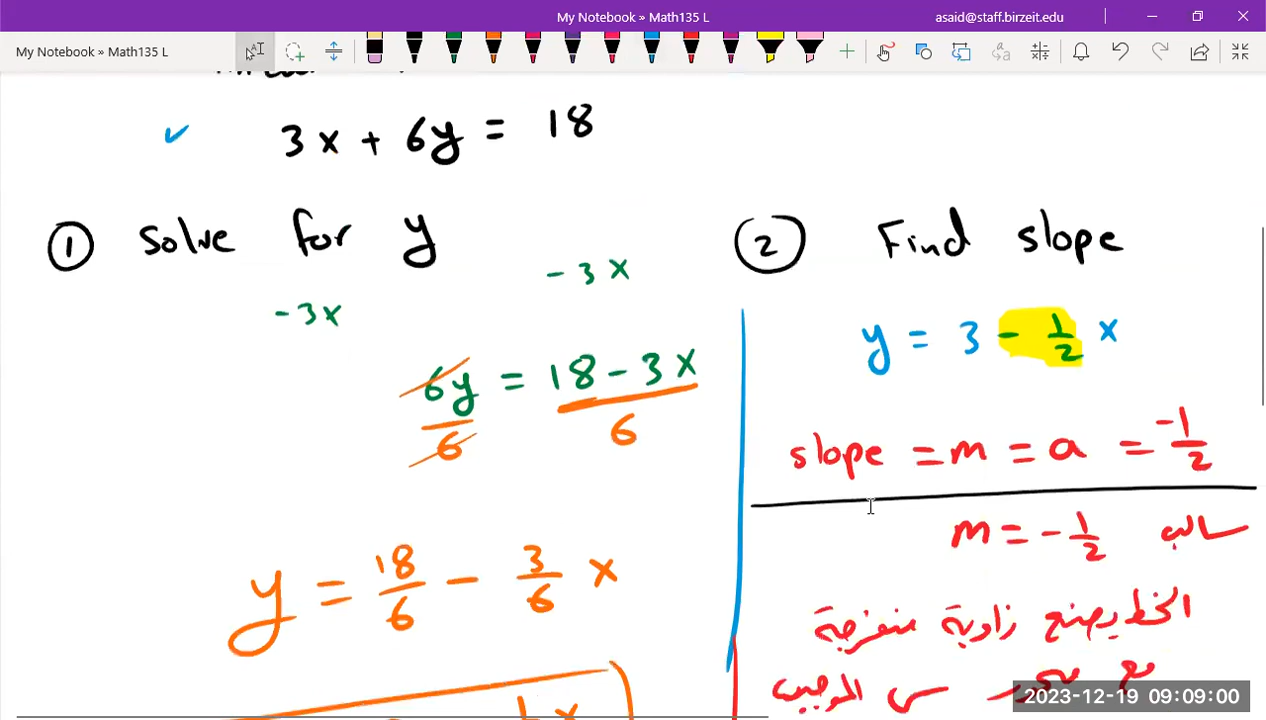 My Notebook » Math135 L
asaid@staff.birzeit.edu
My Notebook » Math135 L
3x + 6y = 18
① Solve for y
-3x -3x
6y/6 = 18 - 3x/6
y = 18/6 - 3/6 x
② Find slope
y = 3 - 1/2 x
slope = m = a = -1/2
m = -1/2 سالب
الخط يصنع زاوية منفرجة
مع محور س الموجب
2023-12-19 09:09:00